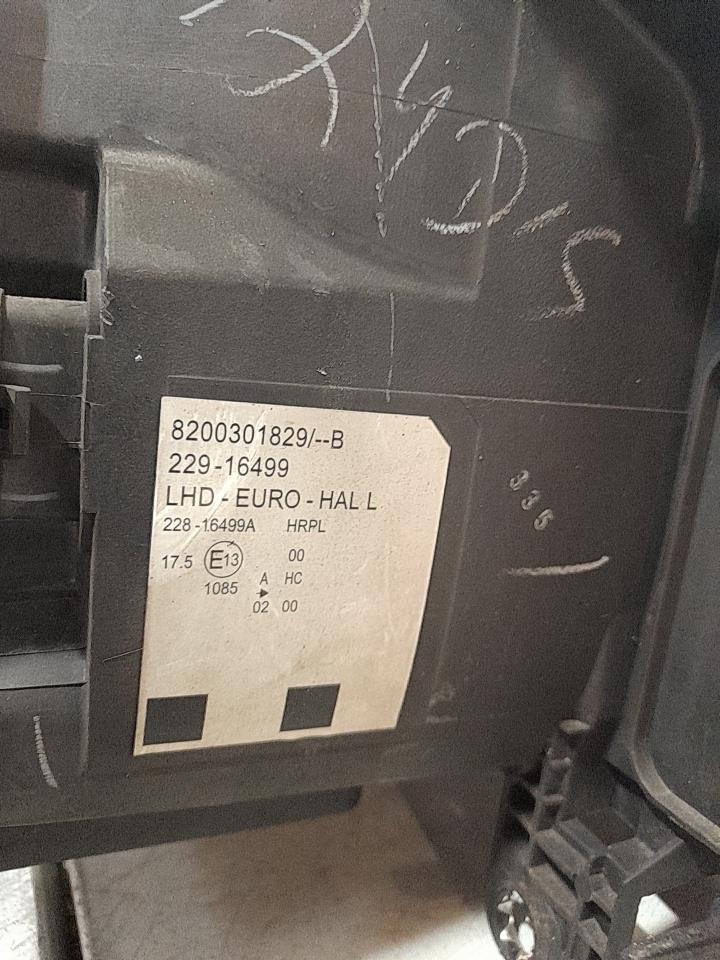 8200301829/--B
229-16499
LHD - EURO - HAL L
228-16499A HRPL
17.5 E13 00
1085 A HC
02 00
335